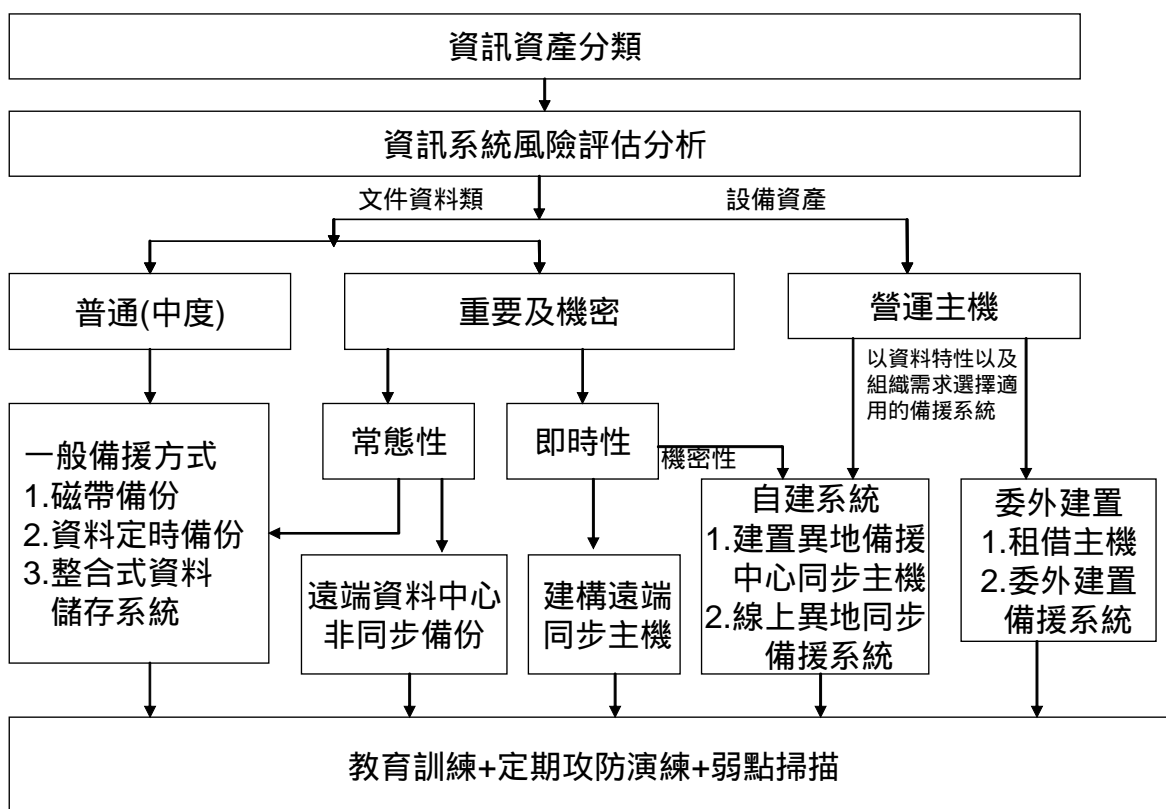 資訊資產分類
資訊系統風險評估分析
文件資料類
設備資產
普通(中度)
重要及機密
營運主機
以資料特性以及
組織需求選擇適
用的備援系統
一般備援方式
1.磁帶備份
2.資料定時備份
3.整合式資料
儲存系統
常態性
即時性
機密性
遠端資料中心
非同步備份
建構遠端
同步主機
自建系統
1.建置異地備援
中心同步主機
2.線上異地同步
備援系統
委外建置
1.租借主機
2.委外建置
備援系統
教育訓練+定期攻防演練+弱點掃描